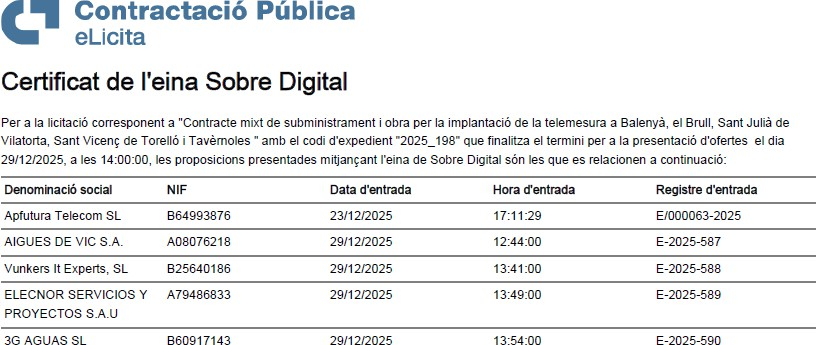 Contractació Pública
eLicita
Certificat de l'eina Sobre Digital
Per a la licitació corresponent a "Contracte mixt de subministrament i obra per la implantació de la telemesura a Balenyà, el Brull, Sant Julià de
Vilatorta, Sant Vicenç de Torelló i Tavèrnoles " amb el codi d'expedient "2025_198" que finalitza el termini per a la presentació d'ofertes  el dia
29/12/2025, a les 14:00:00, les proposicions presentades mitjançant l'eina de Sobre Digital són les que es relacionen a continuació:
Denominació social NIF Data d'entrada Hora d'entrada Registre d'entrada
Apfutura Telecom SL B64993876 23/12/2025 17:11:29 E/000063-2025
AIGUES DE VIC S.A. A08076218 29/12/2025 12:44:00 E-2025-587
Vunkers It Experts, SL B25640186 29/12/2025 13:41:00 E-2025-588
ELECNOR SERVICIOS Y A79486833 29/12/2025 13:49:00 E-2025-589
PROYECTOS S.A.U
3G AGUAS SL B60917143 29/12/2025 13:54:00 E-2025-590